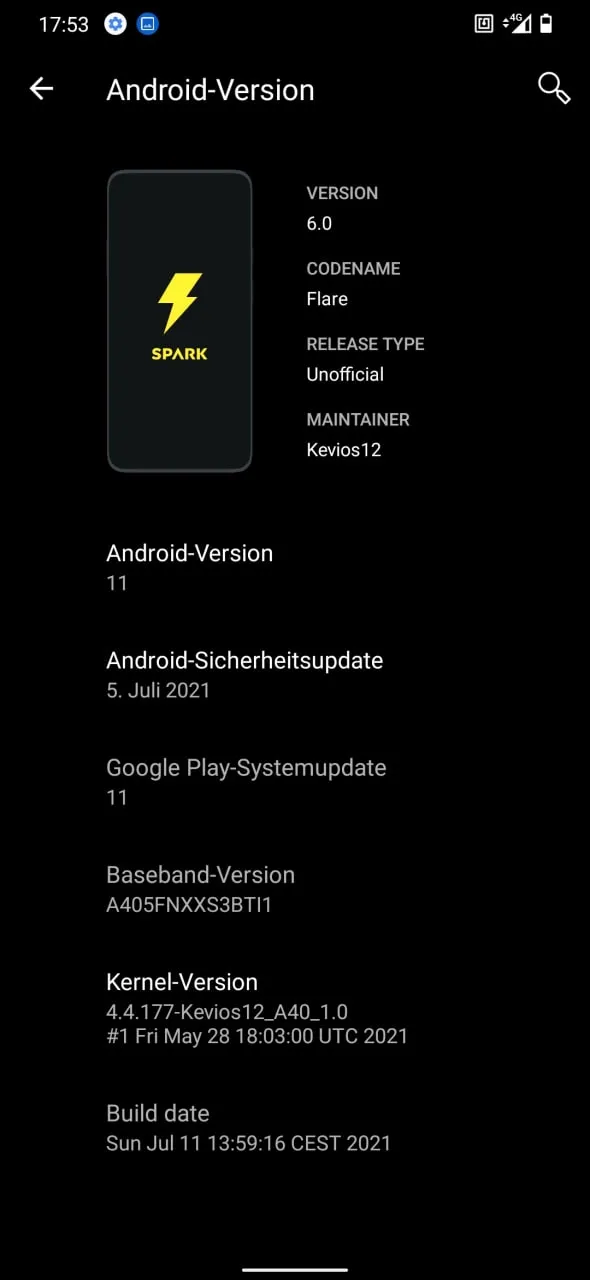 17:53
4G
Android-Version
VERSION
6.0
CODENAME
Flare
RELEASE TYPE
Unofficial
MAINTAINER
Kevios12
SPARK
Android-Version
11
Android-Sicherheitsupdate
5. Juli 2021
Google Play-Systemupdate
11
Baseband-Version
A405FNXXS3BTI1
Kernel-Version
4.4.177-Kevios12_A40_1.0
#1 Fri May 28 18:03:00 UTC 2021
Build date
Sun Jul 11 13:59:16 CEST 2021